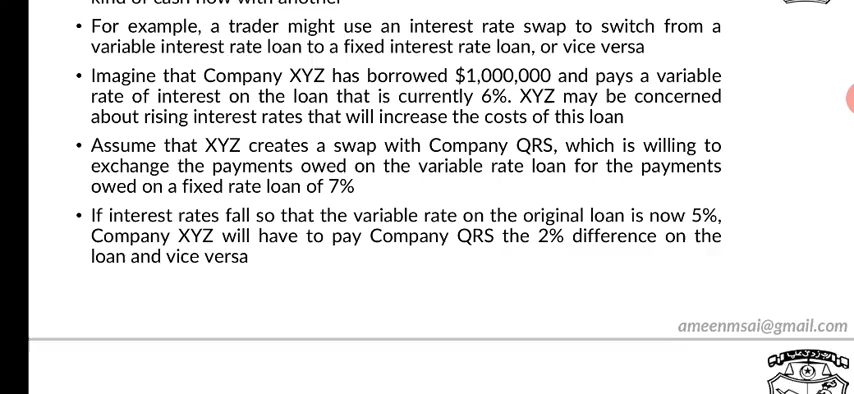 kind of cash flow with another
• For example, a trader might use an interest rate swap to switch from a
variable interest rate loan to a fixed interest rate loan, or vice versa
• Imagine that Company XYZ has borrowed $1,000,000 and pays a variable
rate of interest on the loan that is currently 6%. XYZ may be concerned
about rising interest rates that will increase the costs of this loan
• Assume that XYZ creates a swap with Company QRS, which is willing to
exchange the payments owed on the variable rate loan for the payments
owed on a fixed rate loan of 7%
• If interest rates fall so that the variable rate on the original loan is now 5%,
Company XYZ will have to pay Company QRS the 2% difference on the
loan and vice versa
ameenmsai@gmail.com